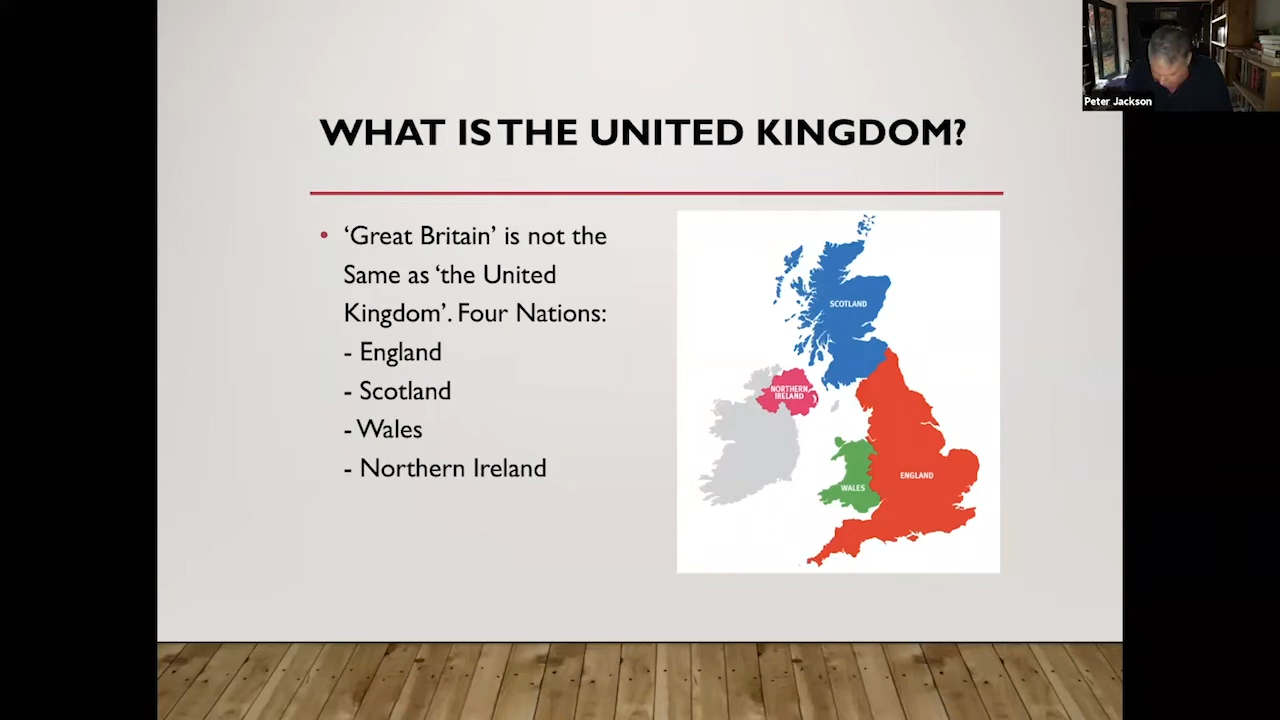 WHAT IS THE UNITED KINGDOM?
• ‘Great Britain’ is not the
Same as ‘the United
Kingdom’. Four Nations:
- England
- Scotland
- Wales
- Northern Ireland
SCOTLAND
NORTHERN
IRELAND
WALES
ENGLAND
Peter Jackson